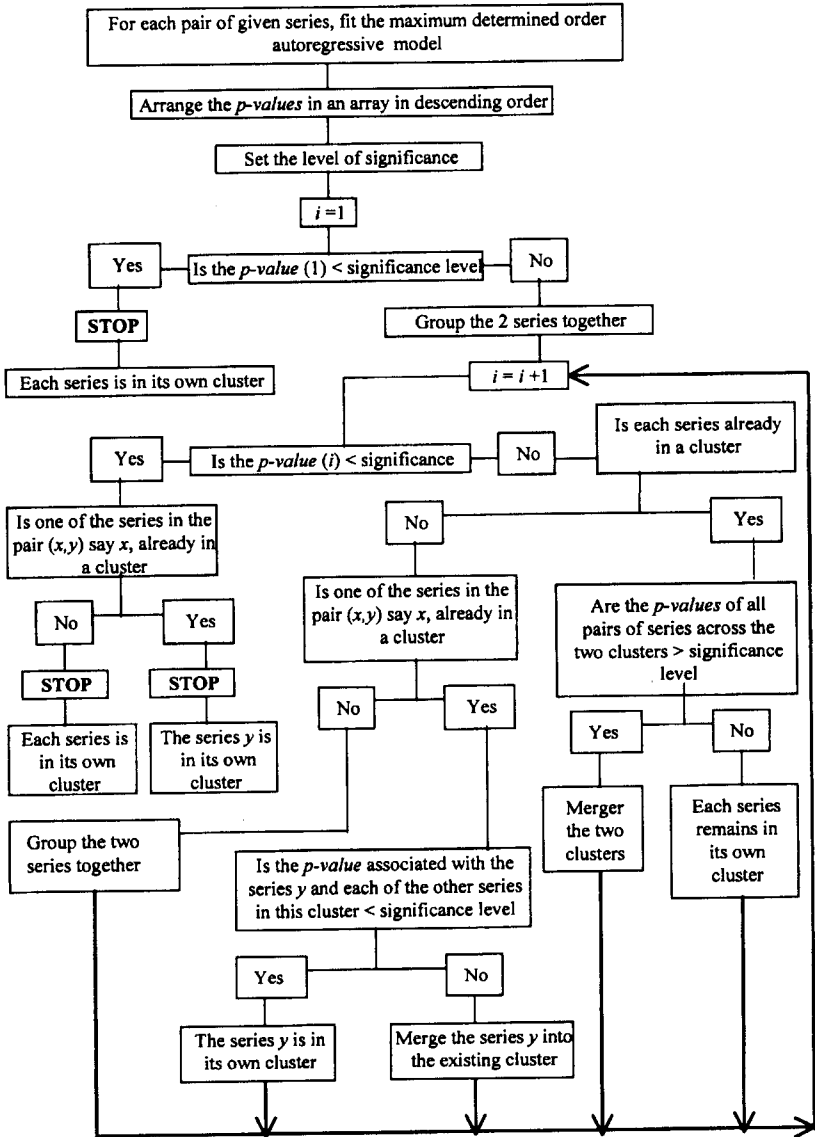 For each pair of given series, fit the maximum determined order
autoregressive model
Arrange the p-values in an array in descending order
Set the level of significance
i =1
Yes
Is the p-value (1) < significance level
No
STOP
Group the 2 series together
Each series is in its own cluster
i = i +1
Is each series already
in a cluster
Yes
Is the p-value (i) < significance
No
No
Yes
Is one of the series in the
pair (x,y) say x, already in
a cluster
Is one of the series in the
pair (x,y) say x, already in
a cluster
Are the p-values of all
pairs of series across the
two clusters > significance
level
No
Yes
STOP
STOP
No
Yes
Yes
No
Each series is
in its own
cluster
The series y is
in its own
cluster
Merger
the two
clusters
Each series
remains in
its own
cluster
Group the two
series together
Is the p-value associated with the
series y and each of the other series
in this cluster < significance level
Yes
No
The series y is in
its own cluster
Merge the series y into
the existing cluster